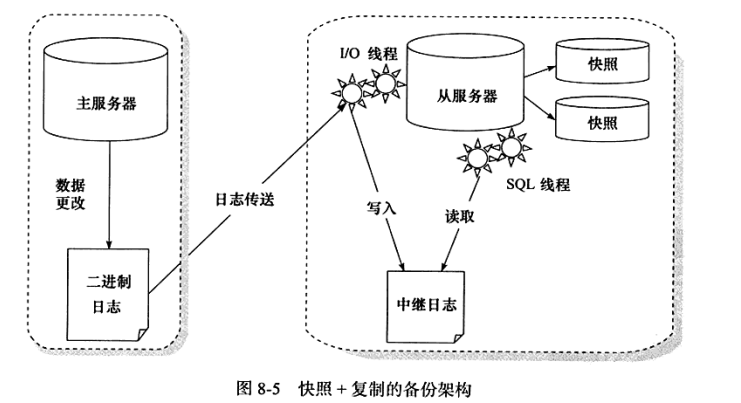 主服务器
数据
更改
二进制
日志
日志传送
I/O 线程
从服务器
快照
快照
SQL 线程
写入
读取
中继日志
图 8-5 快照 + 复制的备份架构